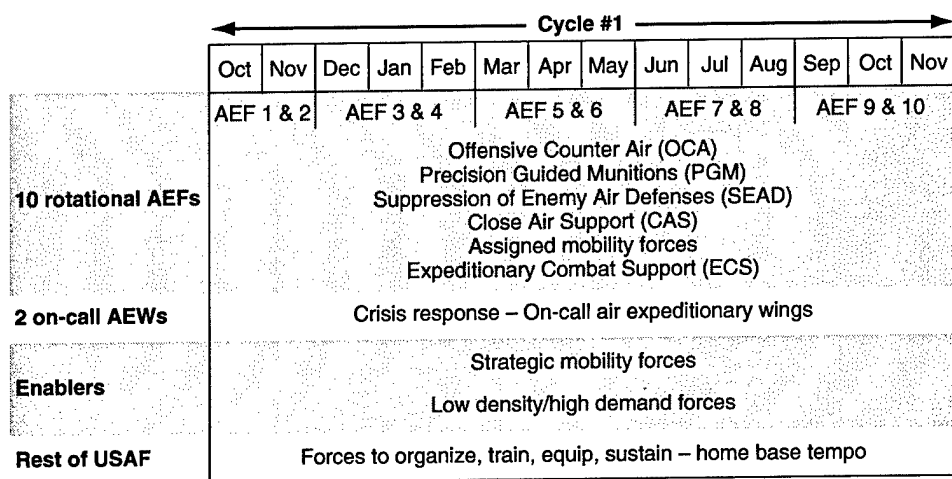 Cycle #1
Oct Nov Dec Jan Feb Mar Apr May Jun Jul Aug Sep Oct Nov
AEF 1 & 2 AEF 3 & 4 AEF 5 & 6 AEF 7 & 8 AEF 9 & 10
10 rotational AEFs
Offensive Counter Air (OCA)
Precision Guided Munitions (PGM)
Suppression of Enemy Air Defenses (SEAD)
Close Air Support (CAS)
Assigned mobility forces
Expeditionary Combat Support (ECS)
2 on-call AEWs
Crisis response – On-call air expeditionary wings
Enablers
Strategic mobility forces
Low density/high demand forces
Rest of USAF
Forces to organize, train, equip, sustain – home base tempo